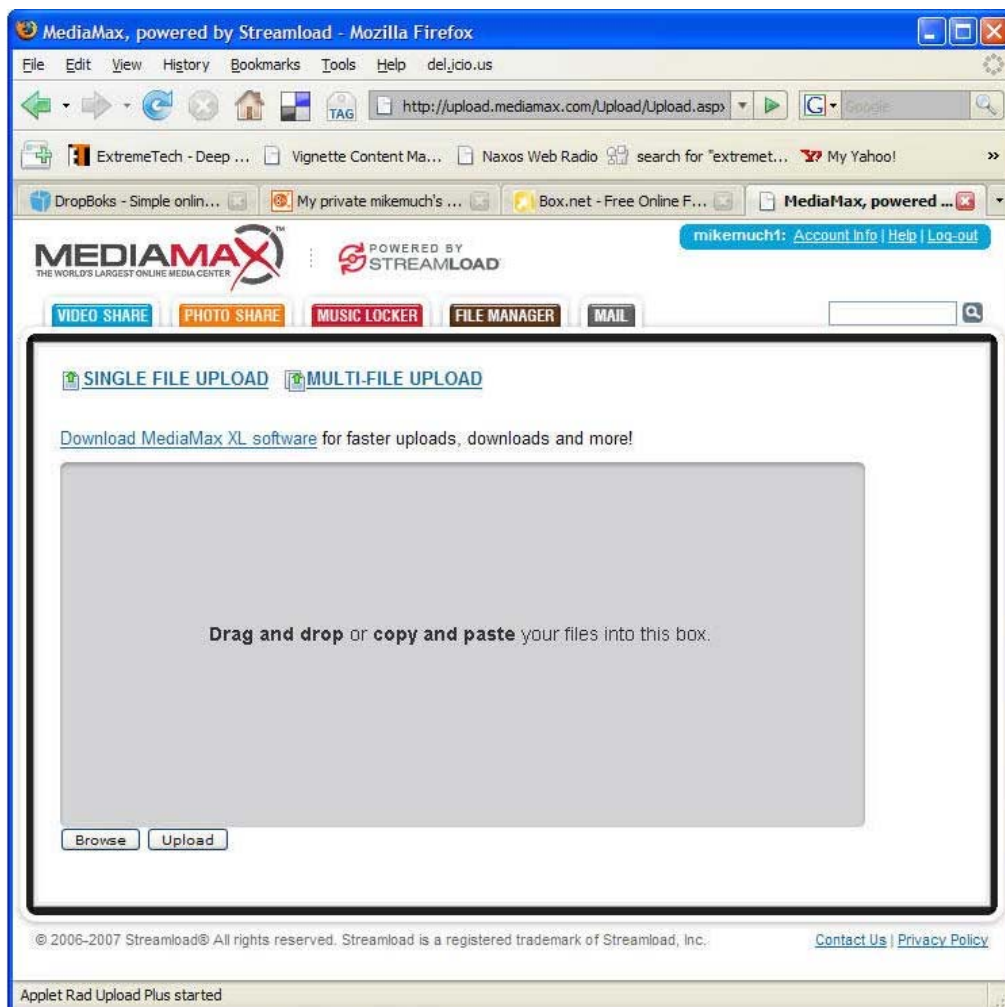 MediaMax, powered by Streamload - Mozilla Firefox
File Edit View History Bookmarks Tools Help del.icio.us
TAG http://upload.mediamax.com/Upload/Upload.asp G Google
ExtremeTech - Deep ... Vignette Content Ma... Naxos Web Radio search for "extremet... Y? My Yahoo! »
DropBoks - Simple onlin... My private mikemuch's ... Box.net - Free Online F... MediaMax, powered ...
MEDIAMAX™ POWERED BY
STREAMLOAD
THE WORLD'S LARGEST ONLINE MEDIA CENTER
mikemuch1: Account Info | Help | Log-out
VIDEO SHARE PHOTO SHARE MUSIC LOCKER FILE MANAGER MAIL
SINGLE FILE UPLOAD MULTI-FILE UPLOAD
Download MediaMax XL software for faster uploads, downloads and more!
Drag and drop or copy and paste your files into this box.
Browse Upload
© 2006-2007 Streamload® All rights reserved. Streamload is a registered trademark of Streamload, Inc. Contact Us | Privacy Policy
Applet Rad Upload Plus started